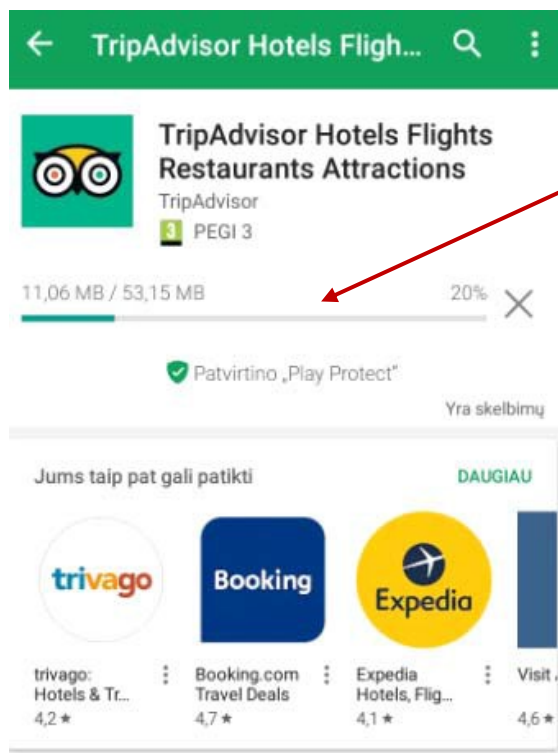 TripAdvisor Hotels Fligh...
TripAdvisor Hotels Flights
Restaurants Attractions
TripAdvisor
3 PEGI 3
11,06 MB / 53,15 MB 20%
Patvirtino „Play Protect"
Yra skelbimų
Jums taip pat gali patikti DAUGIAU
trivago Booking Expedia
trivago: Booking.com Expedia Visit
Hotels & Tr... Travel Deals Hotels, Flig...
4,2 ★ 4,7 ★ 4,1 ★ 4,6 ★